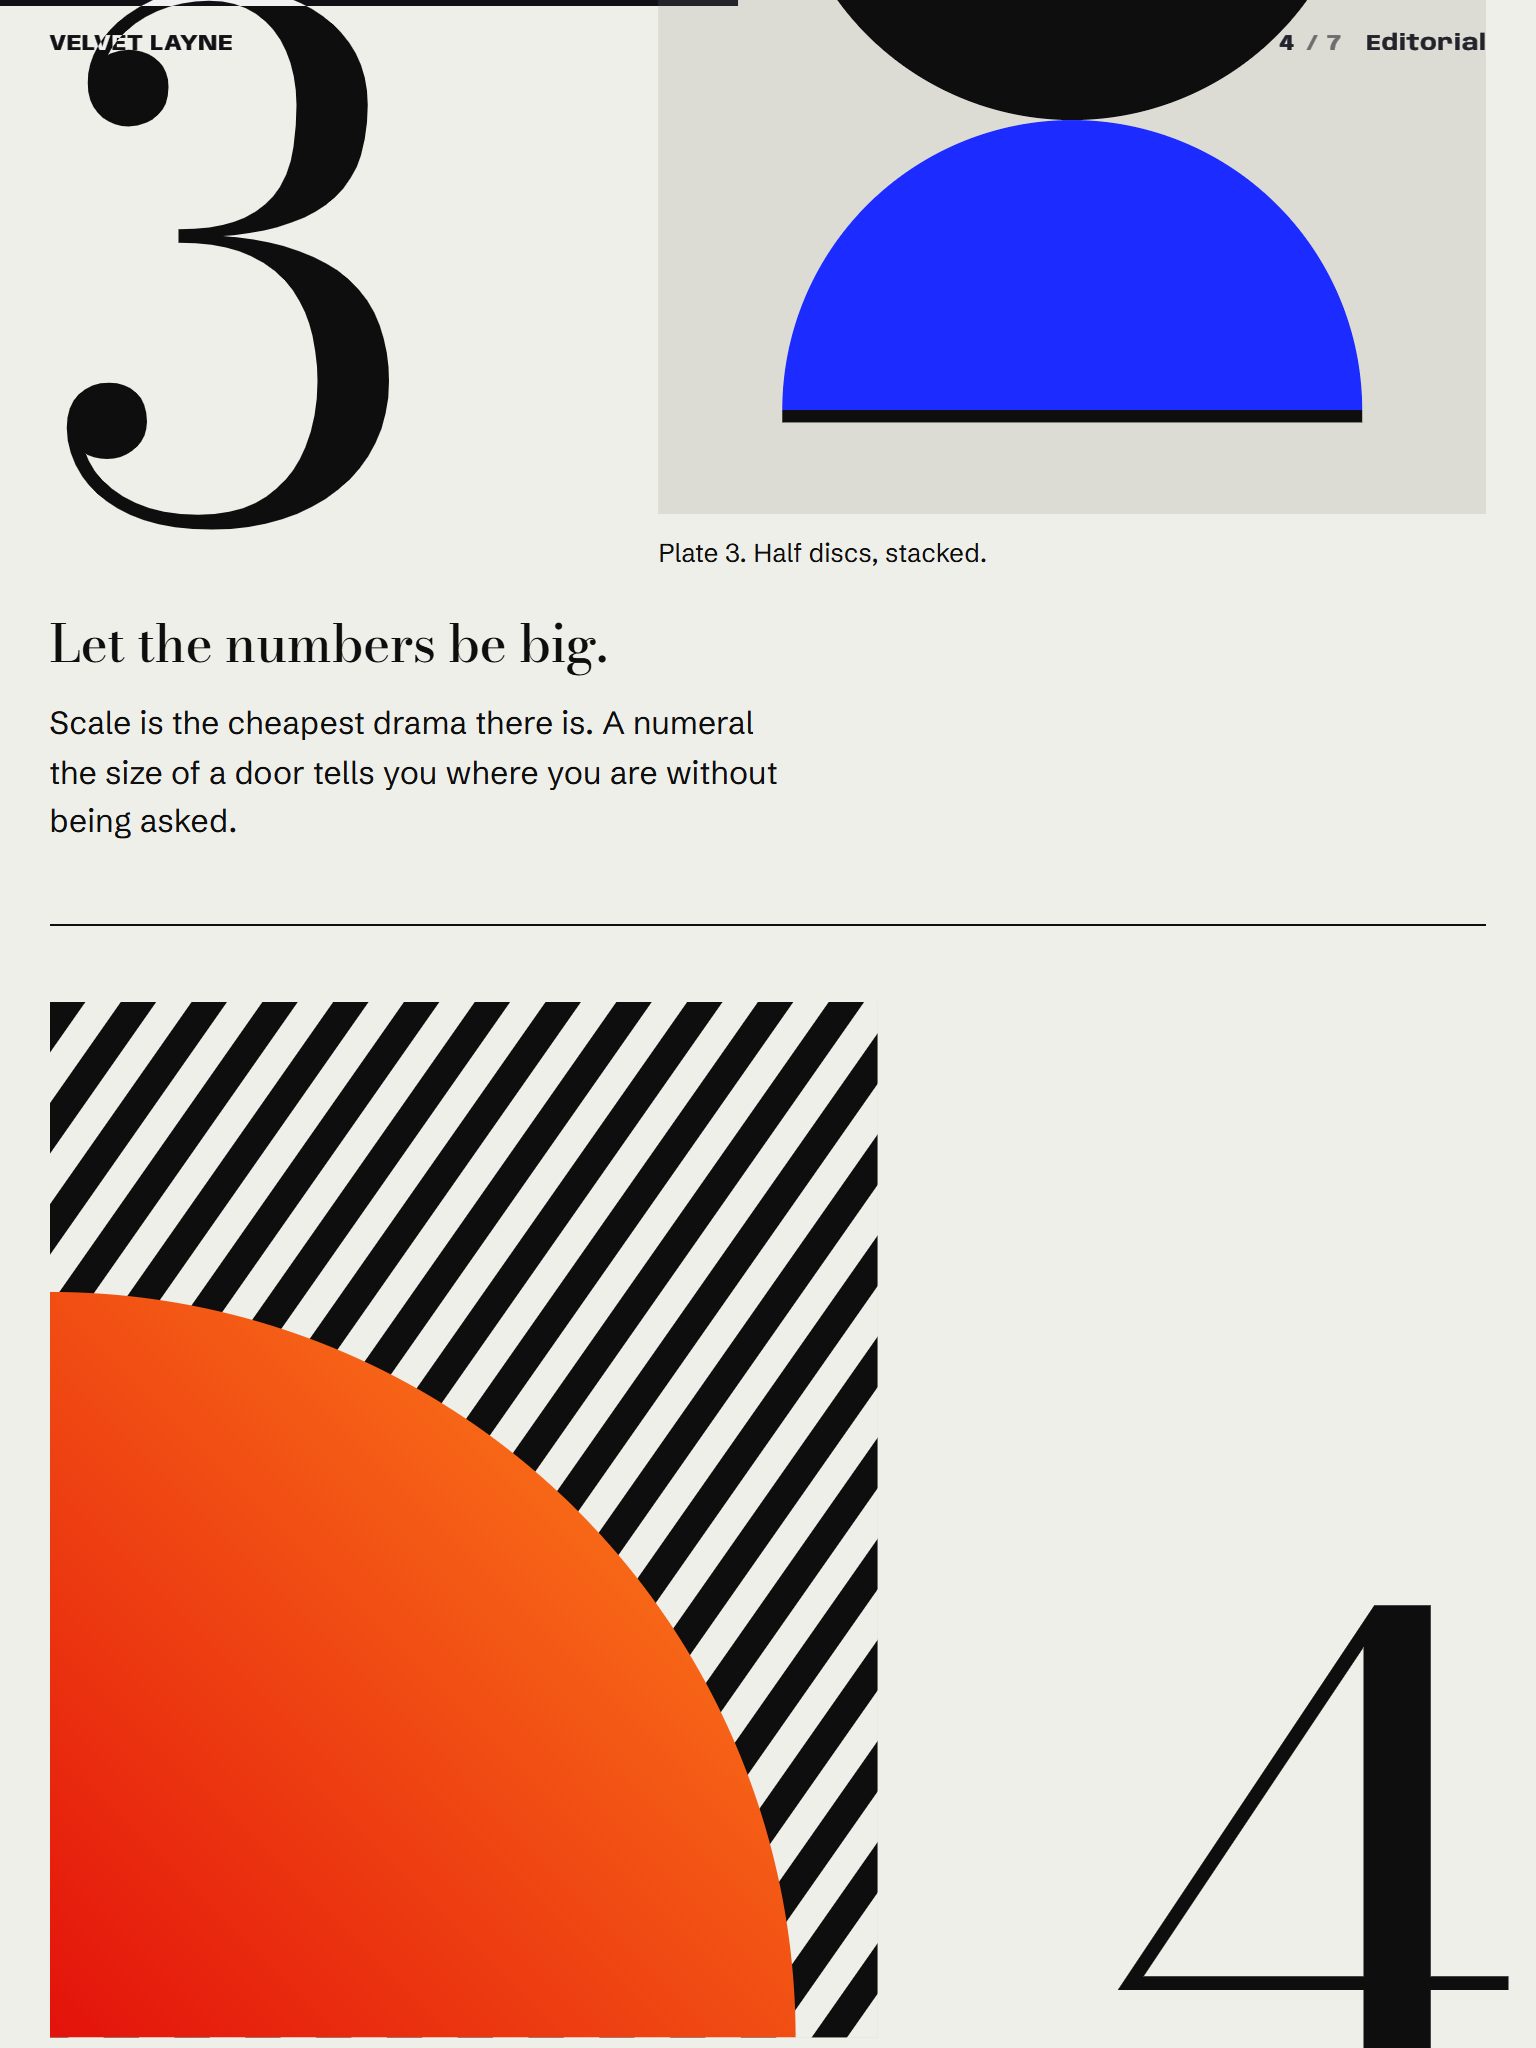 VELVET LAYNE
4 / 7 Editorial
3
Plate 3. Half discs, stacked.
Let the numbers be big.
Scale is the cheapest drama there is. A numeral
the size of a door tells you where you are without
being asked.
4